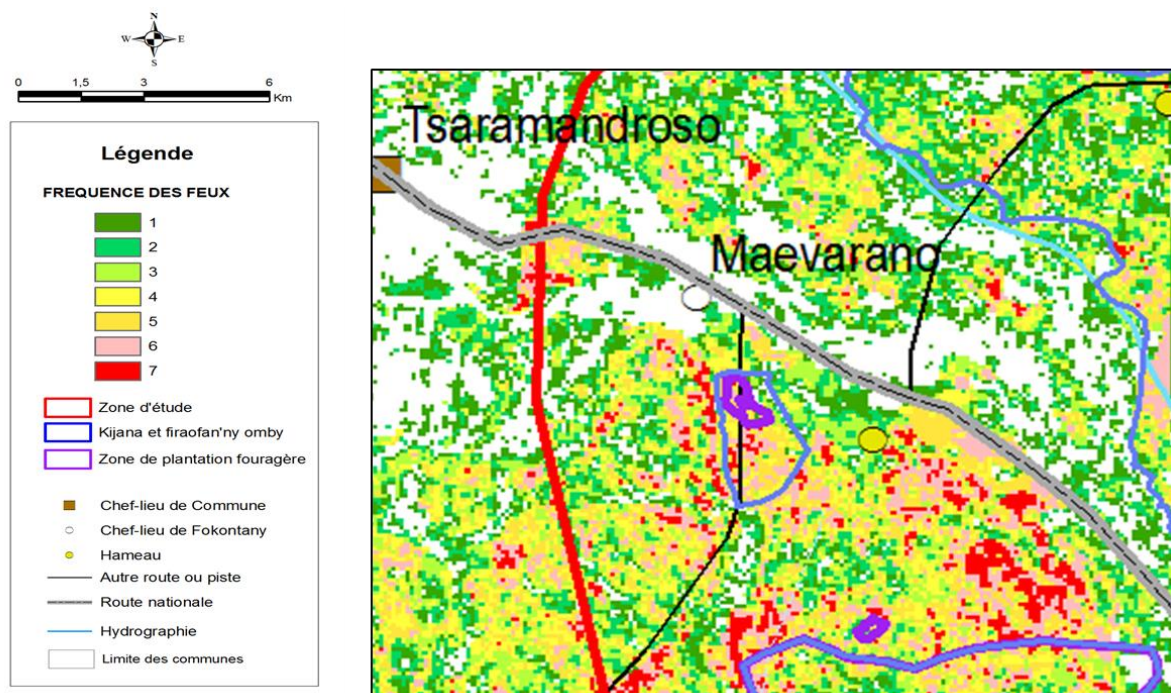 N
W E
S
0 1,5 3 6
Km
Légende
FREQUENCE DES FEUX
1
2
3
4
5
6
7
Zone d'étude
Kijana et firaofan'ny omby
Zone de plantation fouragère
Chef-lieu de Commune
Chef-lieu de Fokontany
Hameau
Autre route ou piste
Route nationale
Hydrographie
Limite des communes
Tsaramandroso
Maevarano